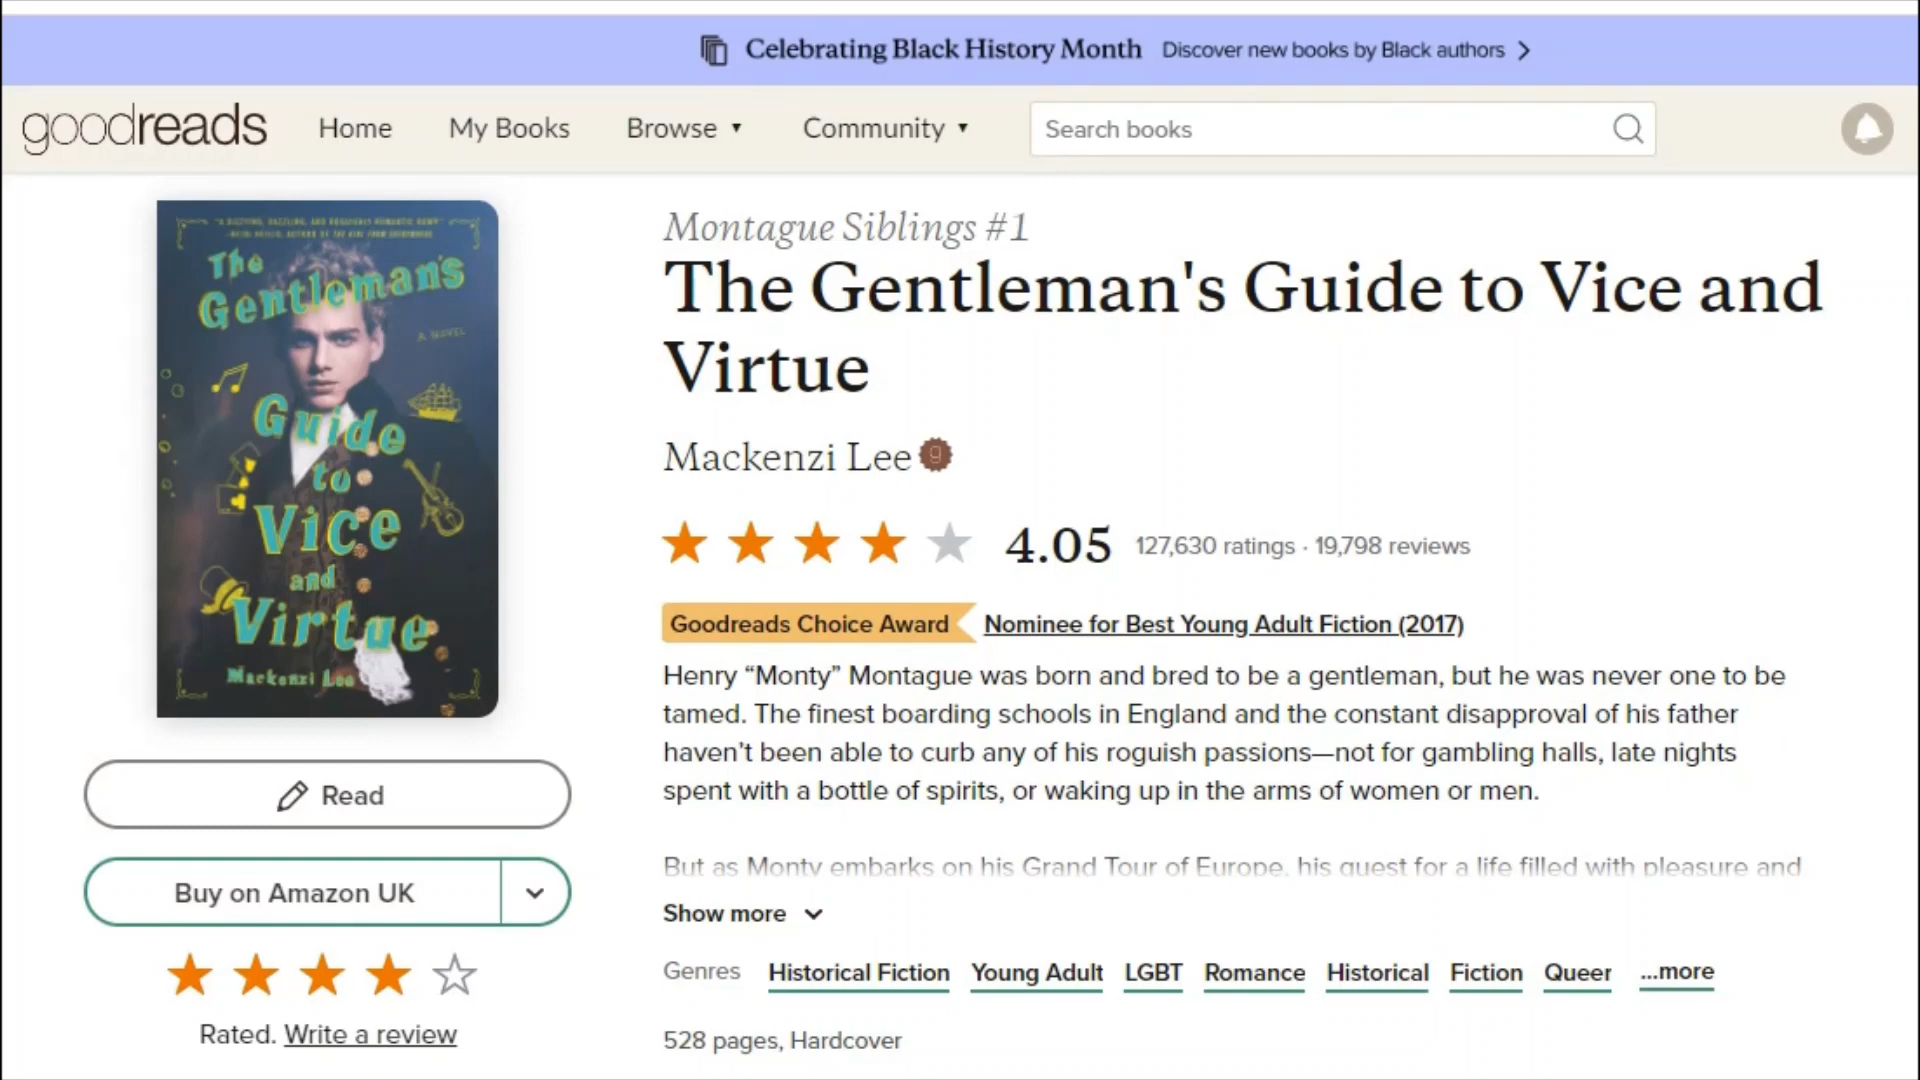 Celebrating Black History Month Discover new books by Black authors
goodreads Home My Books Browse Community Search books
The
Gentleman's
A NOVEL
Guide
to
Vice
and
Virtue
Mackenzi Lee
Read
Buy on Amazon UK
Rated. Write a review
Montague Siblings #1
The Gentleman's Guide to Vice and
Virtue
Mackenzi Lee
4.05 127,630 ratings · 19,798 reviews
Goodreads Choice Award Nominee for Best Young Adult Fiction (2017)
Henry “Monty” Montague was born and bred to be a gentleman, but he was never one to be
tamed. The finest boarding schools in England and the constant disapproval of his father
haven’t been able to curb any of his roguish passions—not for gambling halls, late nights
spent with a bottle of spirits, or waking up in the arms of women or men.
But as Monty embarks on his Grand Tour of Europe, his quest for a life filled with pleasure and
Show more
Genres Historical Fiction Young Adult LGBT Romance Historical Fiction Queer ...more
528 pages, Hardcover